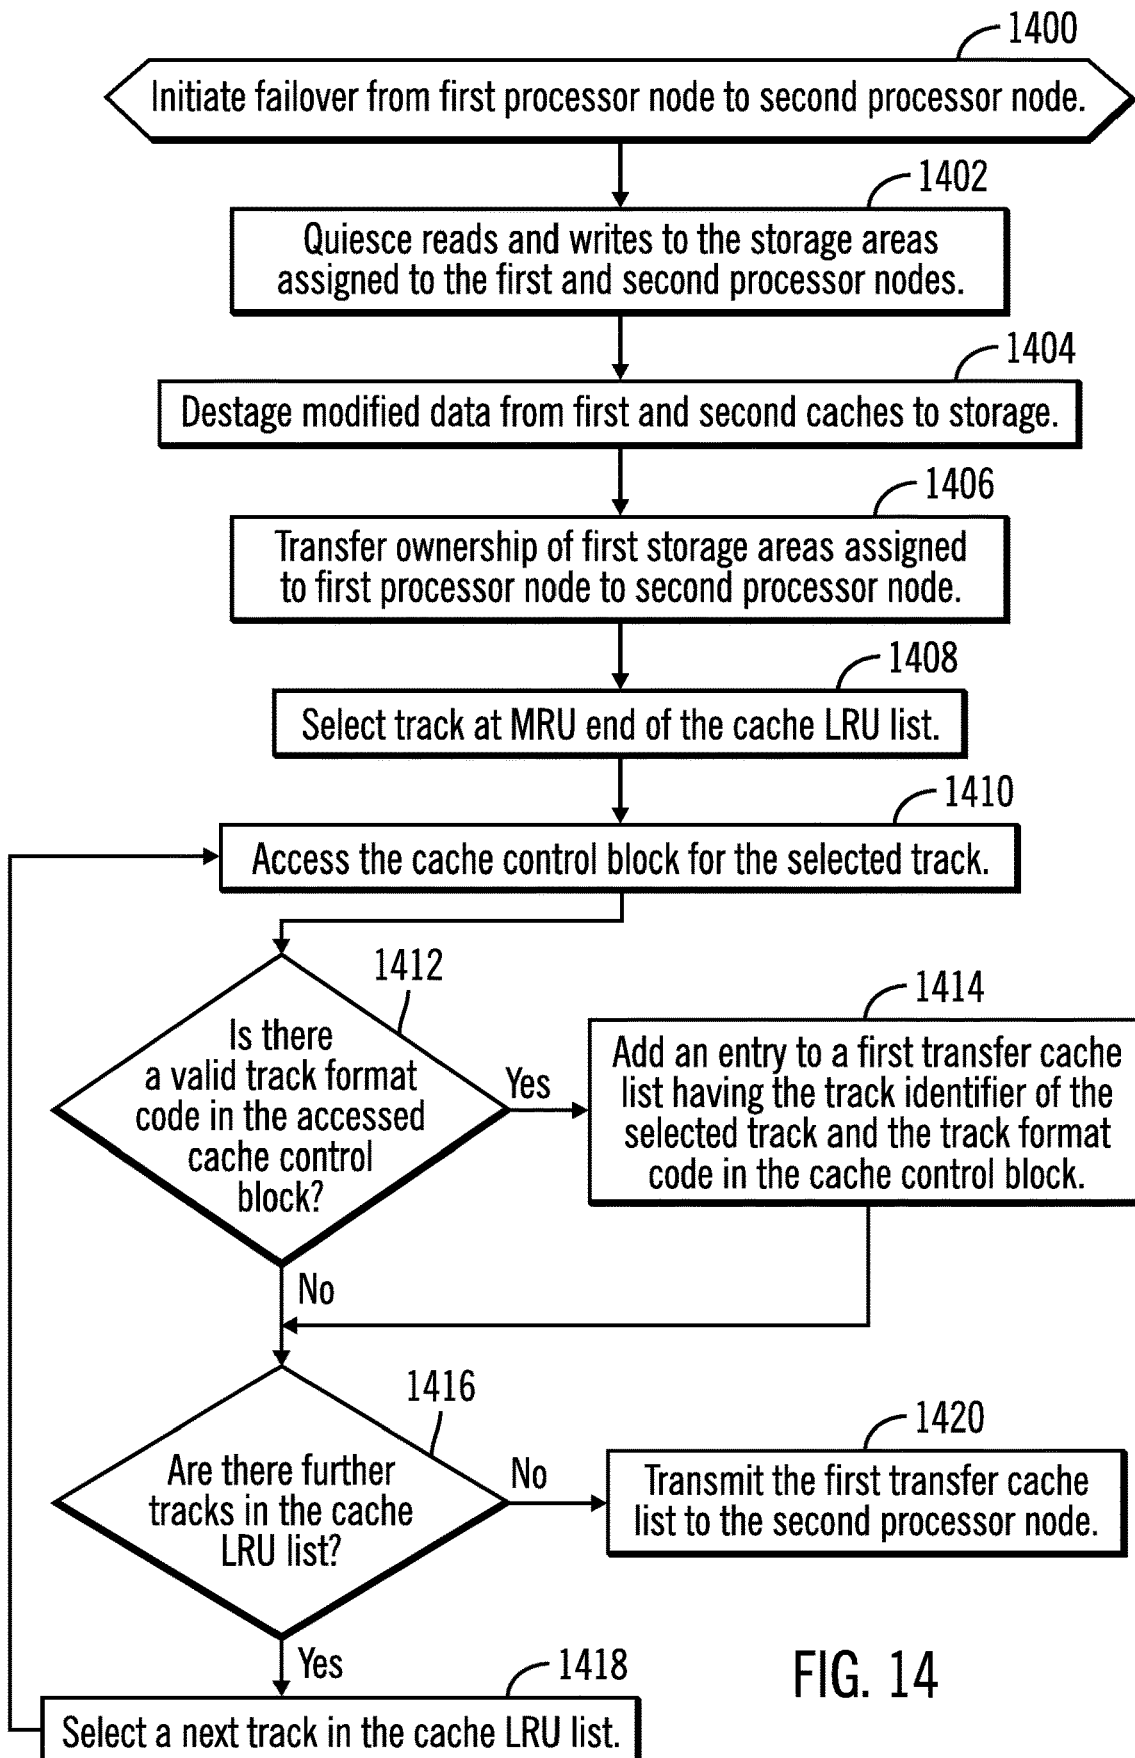 1400
Initiate failover from first processor node to second processor node.
1402
Quiesce reads and writes to the storage areas
assigned to the first and second processor nodes.
1404
Destage modified data from first and second caches to storage.
1406
Transfer ownership of first storage areas assigned
to first processor node to second processor node.
1408
Select track at MRU end of the cache LRU list.
1410
Access the cache control block for the selected track.
1412
Is there
a valid track format
code in the accessed
cache control
block?
Yes
1414
Add an entry to a first transfer cache
list having the track identifier of the
selected track and the track format
code in the cache control block.
No
1416
Are there further
tracks in the cache
LRU list?
No
1420
Transmit the first transfer cache
list to the second processor node.
Yes
1418
Select a next track in the cache LRU list.
FIG. 14